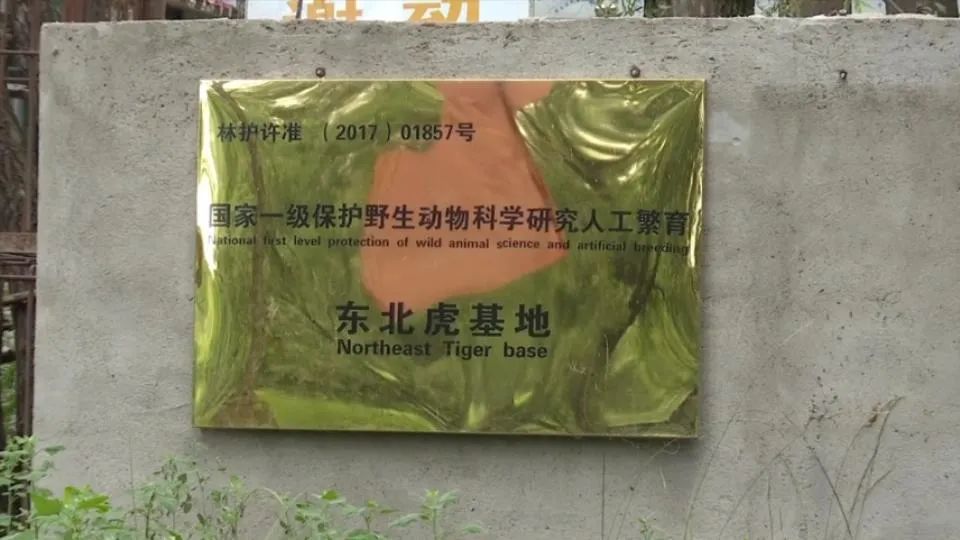 林护许准 （2017）01857号
国家一级保护野生动物科学研究人工繁育
National first level protection of wild animal science and artificial breeding
东北虎基地
Northeast Tiger base